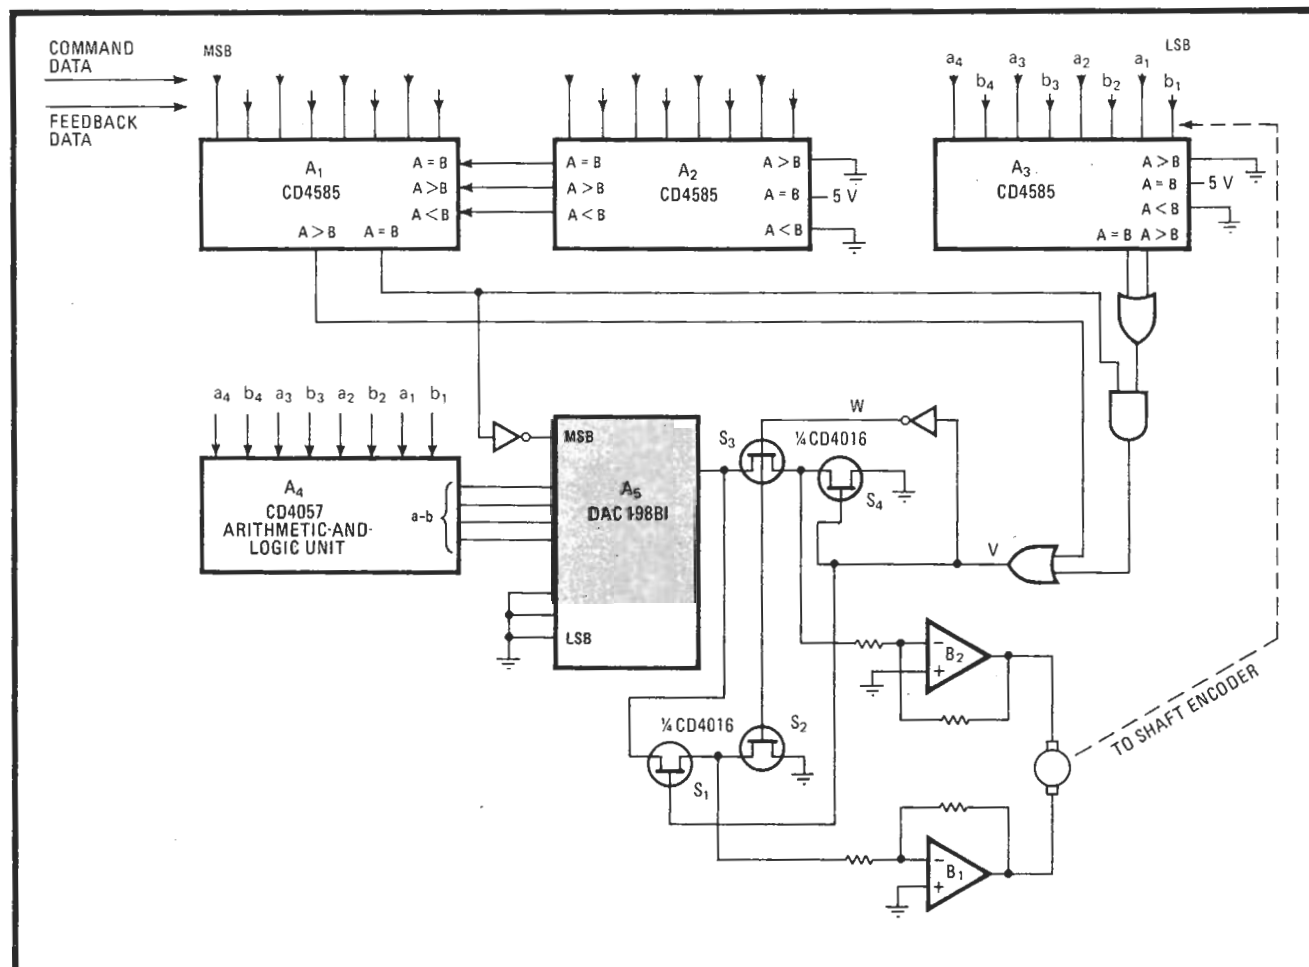 COMMAND DATA
FEEDBACK DATA
MSB
LSB
a4 b4 a3 b3 a2 b2 a1 b1
A1
CD4585
A = B
A > B
A < B
A > B A = B
A2
CD4585
A = B
A > B
A < B
A > B
A = B
A < B
5 V
A3
CD4585
A > B
A = B
A < B
5 V
A = B A > B
a4 b4 a3 b3 a2 b2 a1 b1
A4
CD4057
ARITHMETIC-AND-
LOGIC UNIT
a-b
MSB
A5
DAC198BI
LSB
S3
W
¼ CD4016
S4
V
¼ CD4016
S2
S1
B2
B1
− +
− +
TO SHAFT ENCODER